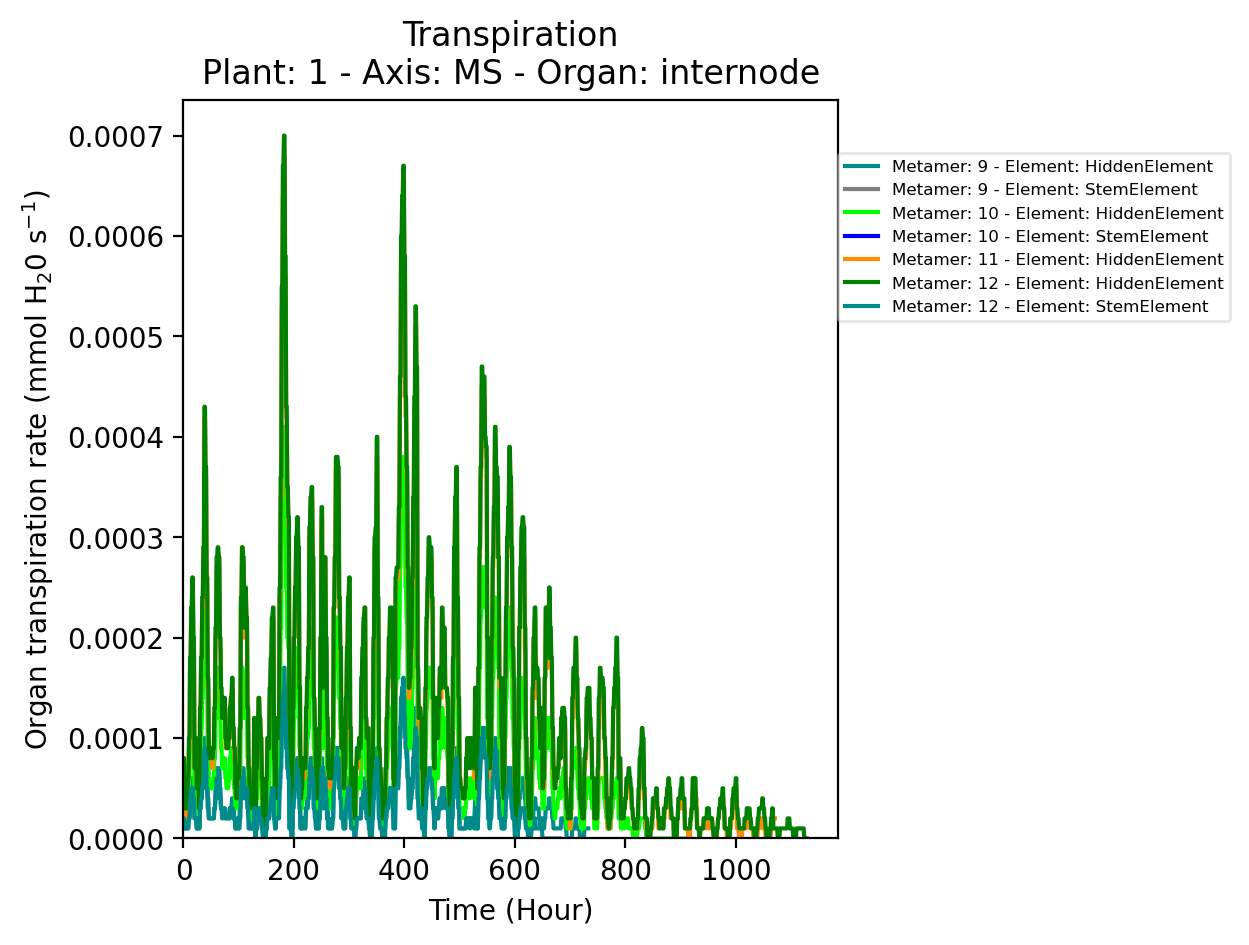 Transpiration
Plant: 1 - Axis: MS - Organ: internode
Organ transpiration rate (mmol H₂0 s⁻¹)
0.0007
0.0006
0.0005
0.0004
0.0003
0.0002
0.0001
0.0000
0 200 400 600 800 1000
Time (Hour)
Metamer: 9 - Element: HiddenElement
Metamer: 9 - Element: StemElement
Metamer: 10 - Element: HiddenElement
Metamer: 10 - Element: StemElement
Metamer: 11 - Element: HiddenElement
Metamer: 12 - Element: HiddenElement
Metamer: 12 - Element: StemElement